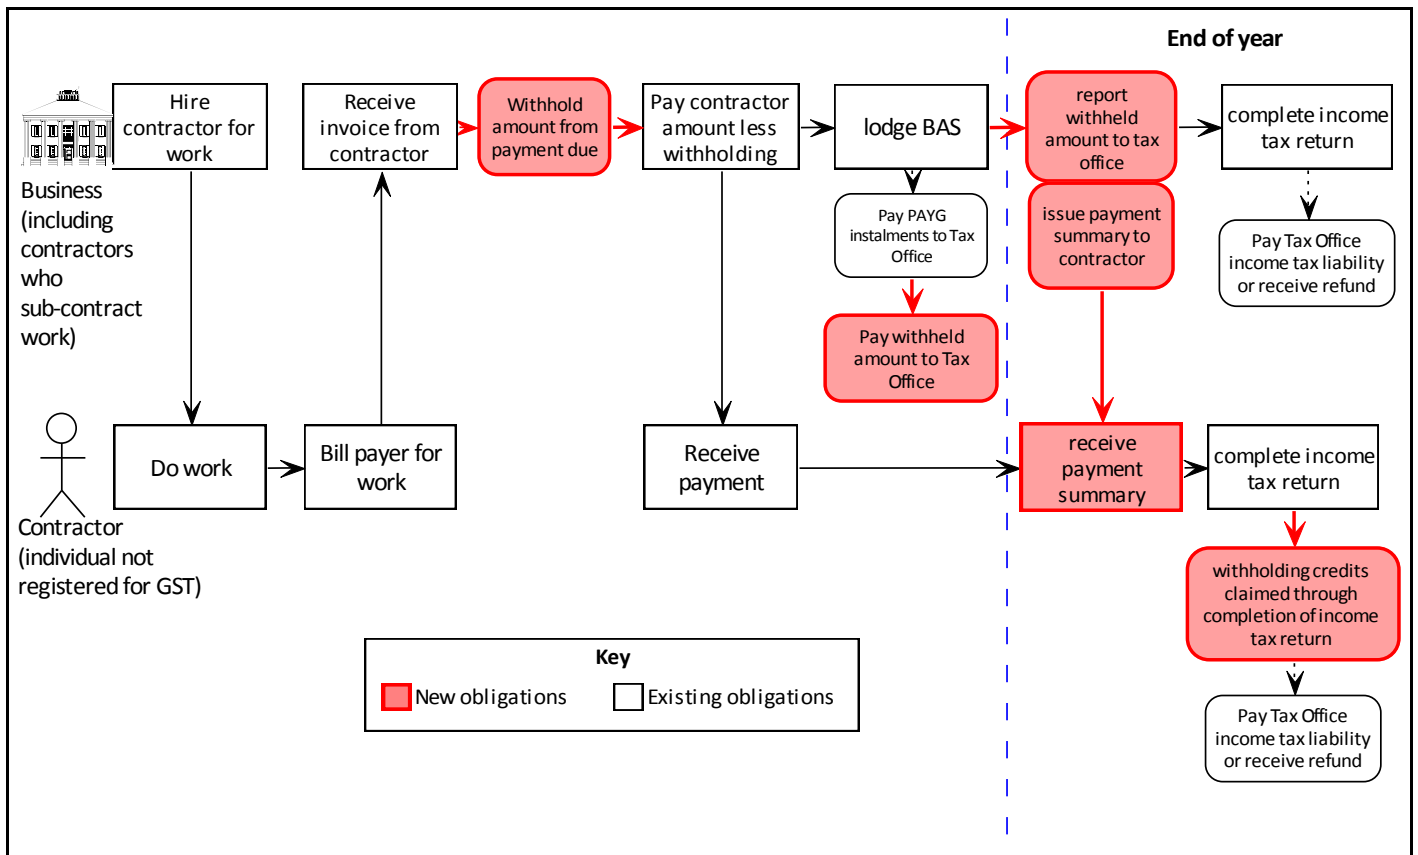 End of year
Hire
contractor for
work
Receive
invoice from
contractor
Withhold
amount from
payment due
Pay contractor
amount less
withholding
lodge BAS
report
withheld
amount to tax
office
complete income
tax return
Business
(including
contractors
who
sub-contract
work)
Pay PAYG
instalments to Tax
Office
issue payment
summary to
contractor
Pay Tax Office
income tax liability
or receive refund
Pay withheld
amount to Tax
Office
Do work
Bill payer for
work
Receive
payment
receive
payment
summary
complete income
tax return
Contractor
(individual not
registered for GST)
withholding credits
claimed through
completion of income
tax return
Pay Tax Office
income tax liability
or receive refund
Key
New obligations
Existing obligations